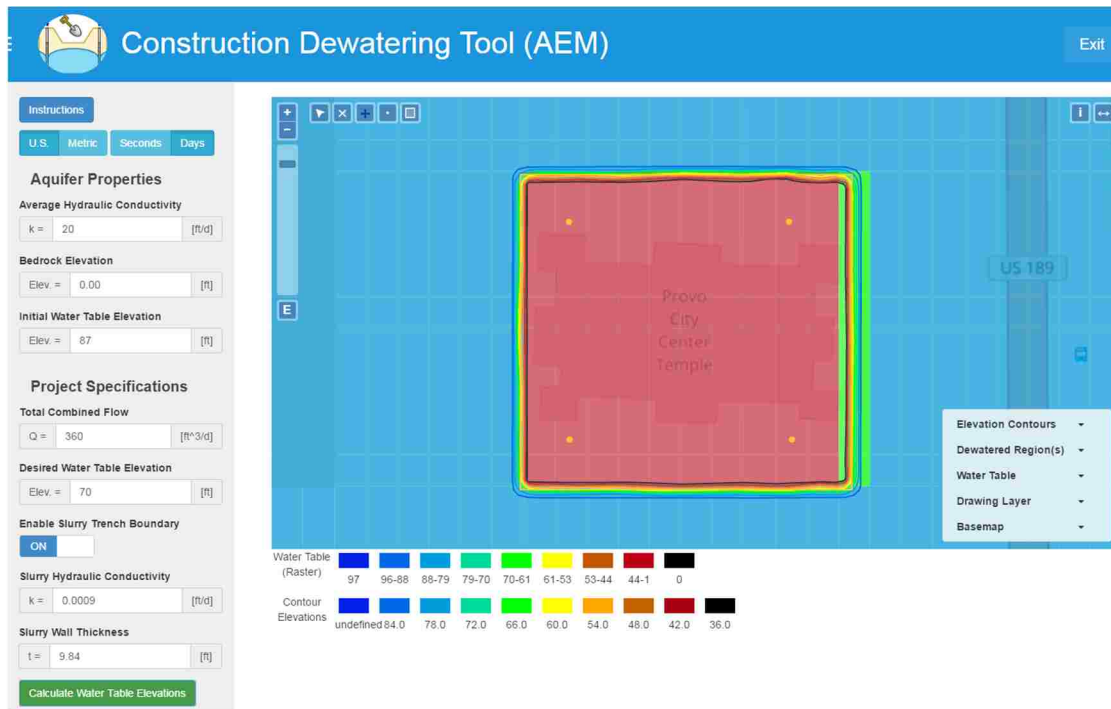 Construction Dewatering Tool (AEM)
Exit
Instructions
U.S. Metric Seconds Days
Aquifer Properties
Average Hydraulic Conductivity
k = 20 [ft/d]
Bedrock Elevation
Elev. = 0.00 [ft]
Initial Water Table Elevation
Elev. = 87 [ft]
Project Specifications
Total Combined Flow
Q = 360 [ft^3/d]
Desired Water Table Elevation
Elev. = 70 [ft]
Enable Slurry Trench Boundary
ON
Slurry Hydraulic Conductivity
k = 0.0009 [ft/d]
Slurry Wall Thickness
t = 9.84 [ft]
Calculate Water Table Elevations
E
i
US 189
Provo
City
Center
Temple
Elevation Contours
Dewatered Region(s)
Water Table
Drawing Layer
Basemap
Water Table
(Raster)
97 96-88 88-79 79-70 70-61 61-53 53-44 44-1 0
Contour
Elevations
undefined 84.0 78.0 72.0 66.0 60.0 54.0 48.0 42.0 36.0